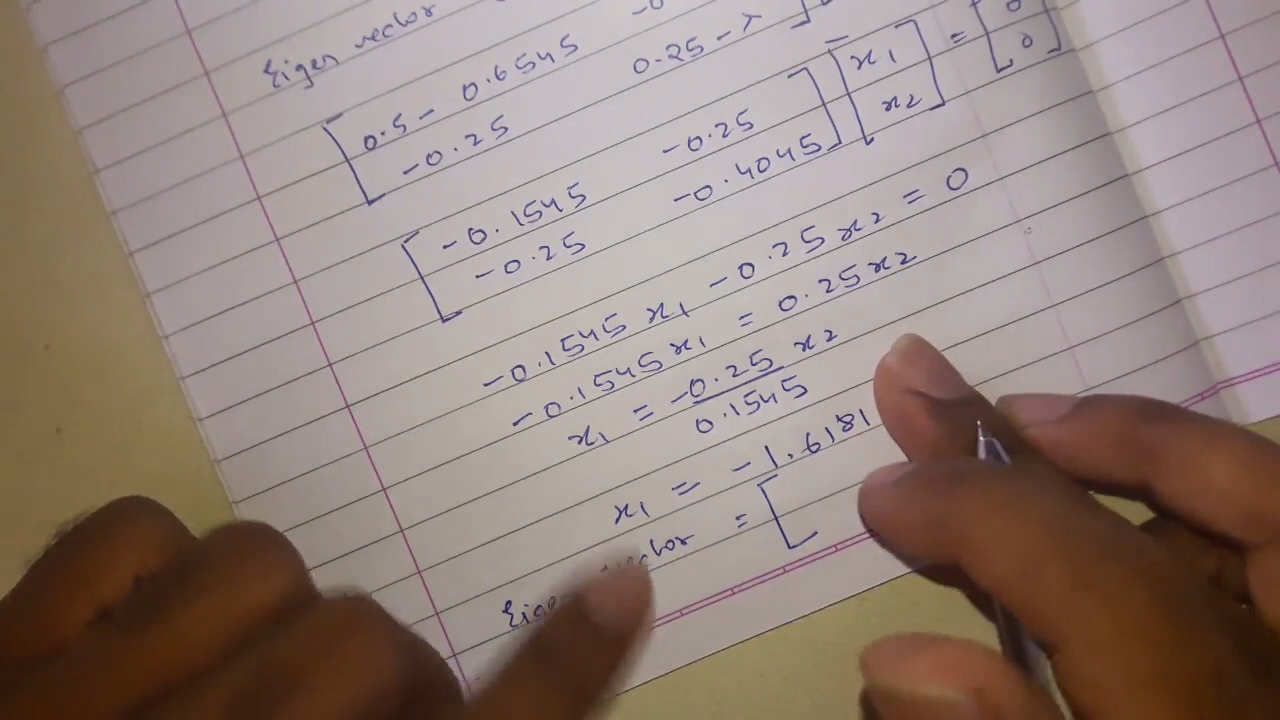 Eigen vector
[0.5 - 0.6545 -0
-0.25 0.25 - λ]
[-0.1545 -0.25
-0.25 -0.4045] [x1
x2] = [0
0]
-0.1545 x1 - 0.25 x2 = 0
-0.1545 x1 = 0.25 x2
x1 = -0.25/0.1545 x2
x1 = -1.6181
= [